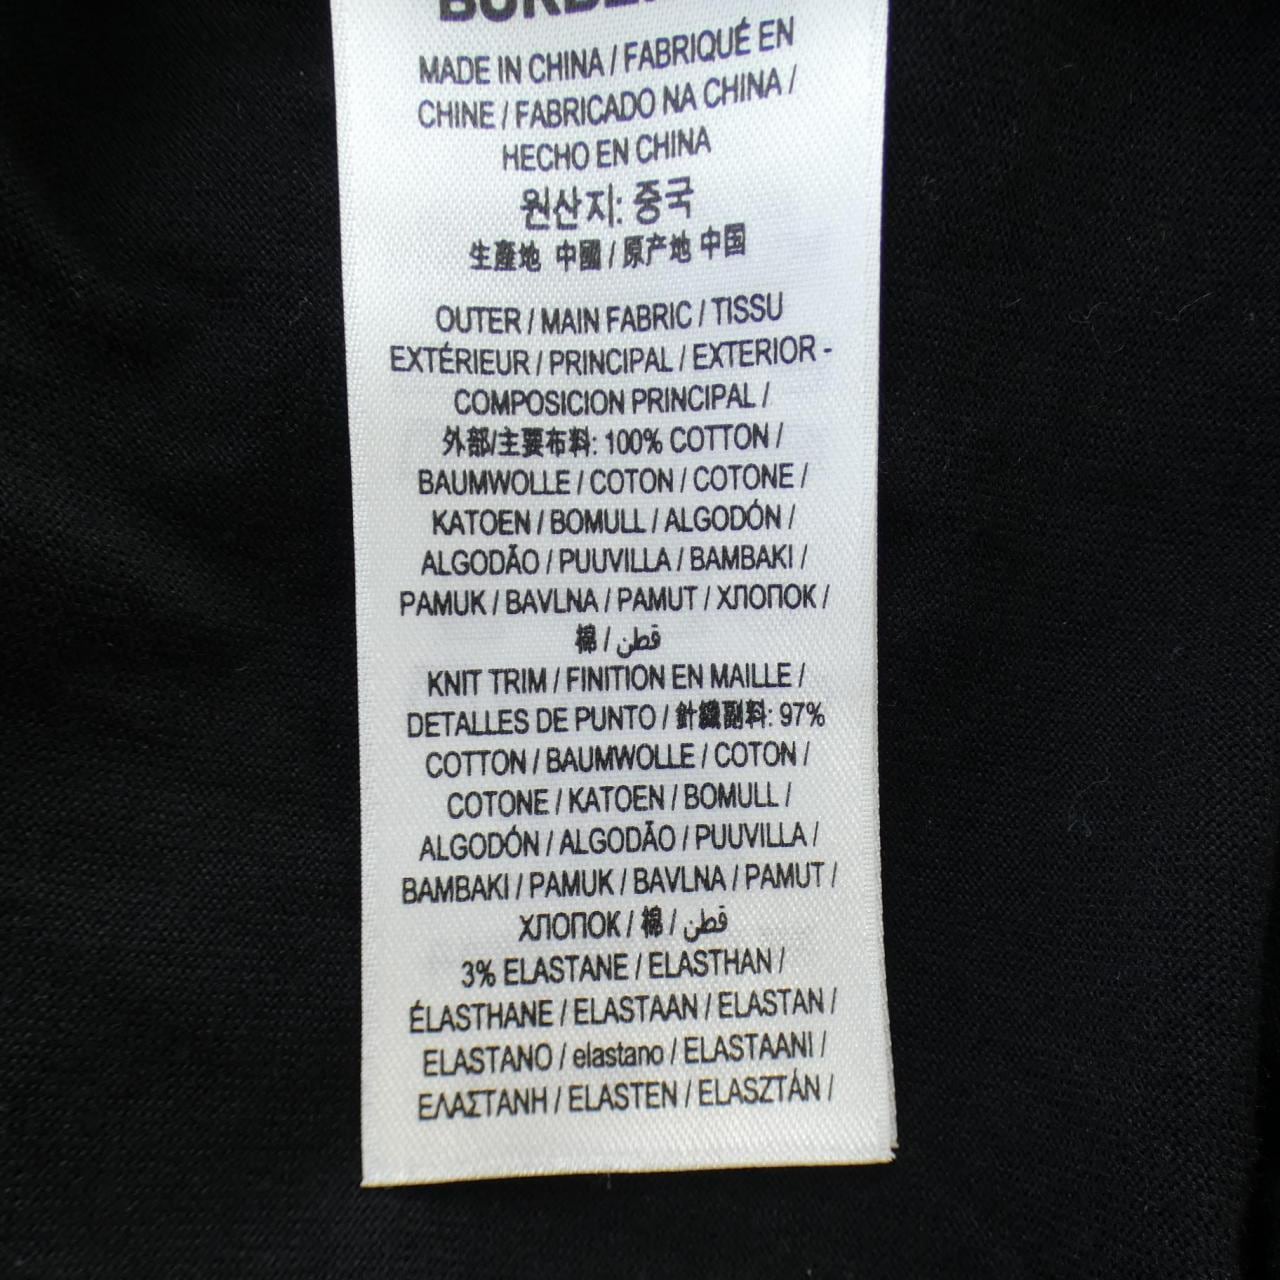 MADE IN CHINA / FABRIQUÉ EN
CHINE / FABRICADO NA CHINA /
HECHO EN CHINA
원산지: 중국
生產地 中國 / 原产地 中国
OUTER / MAIN FABRIC / TISSU
EXTÉRIEUR / PRINCIPAL / EXTERIOR -
COMPOSICION PRINCIPAL /
外部/主要布料: 100% COTTON /
BAUMWOLLE / COTON / COTONE /
KATOEN / BOMULL / ALGODÓN /
ALGODÃO / PUUVILLA / BAMBAKI /
PAMUK / BAVLNA / PAMUT / ХЛОПОК /
棉 / قطن
KNIT TRIM / FINITION EN MAILLE /
DETALLES DE PUNTO / 針織副料: 97%
COTTON / BAUMWOLLE / COTON /
COTONE / KATOEN / BOMULL /
ALGODÓN / ALGODÃO / PUUVILLA /
BAMBAKI / PAMUK / BAVLNA / PAMUT /
ХЛОПОК / 棉 / قطن
3% ELASTANE / ELASTHAN /
ÉLASTHANE / ELASTAAN / ELASTAN /
ELASTANO / elastano / ELASTAANI /
ΕΛΑΣΤΑΝΗ / ELASTEN / ELASZTÁN /